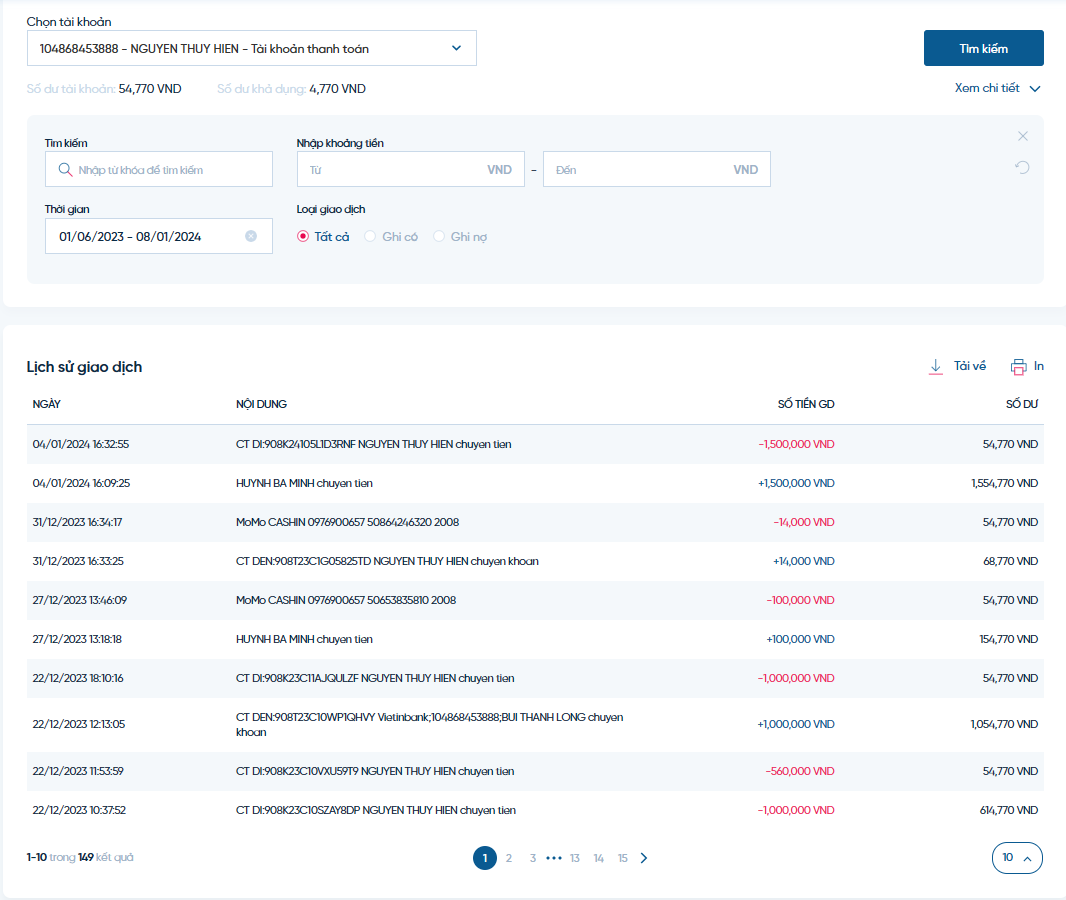 Chọn tài khoản
104868453888 - NGUYEN THUY HIEN - Tài khoản thanh toán
Tìm kiếm
Số dư tài khoản: 54,770 VND Số dư khả dụng: 4,770 VND
Xem chi tiết
Tìm kiếm
Nhập khoảng tiền
Nhập từ khóa để tìm kiếm
Từ VND - Đến VND
Thời gian
Loại giao dịch
01/06/2023 - 08/01/2024
Tất cả Ghi có Ghi nợ
Lịch sử giao dịch
Tải về In
NGÀY NỘI DUNG SỐ TIỀN GD SỐ DƯ
04/01/2024 16:32:55 CT DI:908K24105L1D3RNF NGUYEN THUY HIEN chuyen tien -1,500,000 VND 54,770 VND
04/01/2024 16:09:25 HUYNH BA MINH chuyen tien +1,500,000 VND 1,554,770 VND
31/12/2023 16:34:17 MoMo CASHIN 0976900657 50864246320 2008 -14,000 VND 54,770 VND
31/12/2023 16:33:25 CT DEN:908T23C1G05825TD NGUYEN THUY HIEN chuyen khoan +14,000 VND 68,770 VND
27/12/2023 13:46:09 MoMo CASHIN 0976900657 50653835810 2008 -100,000 VND 54,770 VND
27/12/2023 13:18:18 HUYNH BA MINH chuyen tien +100,000 VND 154,770 VND
22/12/2023 18:10:16 CT DI:908K23C11AJQULZF NGUYEN THUY HIEN chuyen tien -1,000,000 VND 54,770 VND
22/12/2023 12:13:05 CT DEN:908T23C10WP1QHVY Vietinbank;104868453888;BUI THANH LONG chuyen
khoan +1,000,000 VND 1,054,770 VND
22/12/2023 11:53:59 CT DI:908K23C10VXU59T9 NGUYEN THUY HIEN chuyen tien -560,000 VND 54,770 VND
22/12/2023 10:37:52 CT DI:908K23C10SZAY8DP NGUYEN THUY HIEN chuyen tien -1,000,000 VND 614,770 VND
1-10 trong 149 kết quả
1 2 3 ••• 13 14 15
10